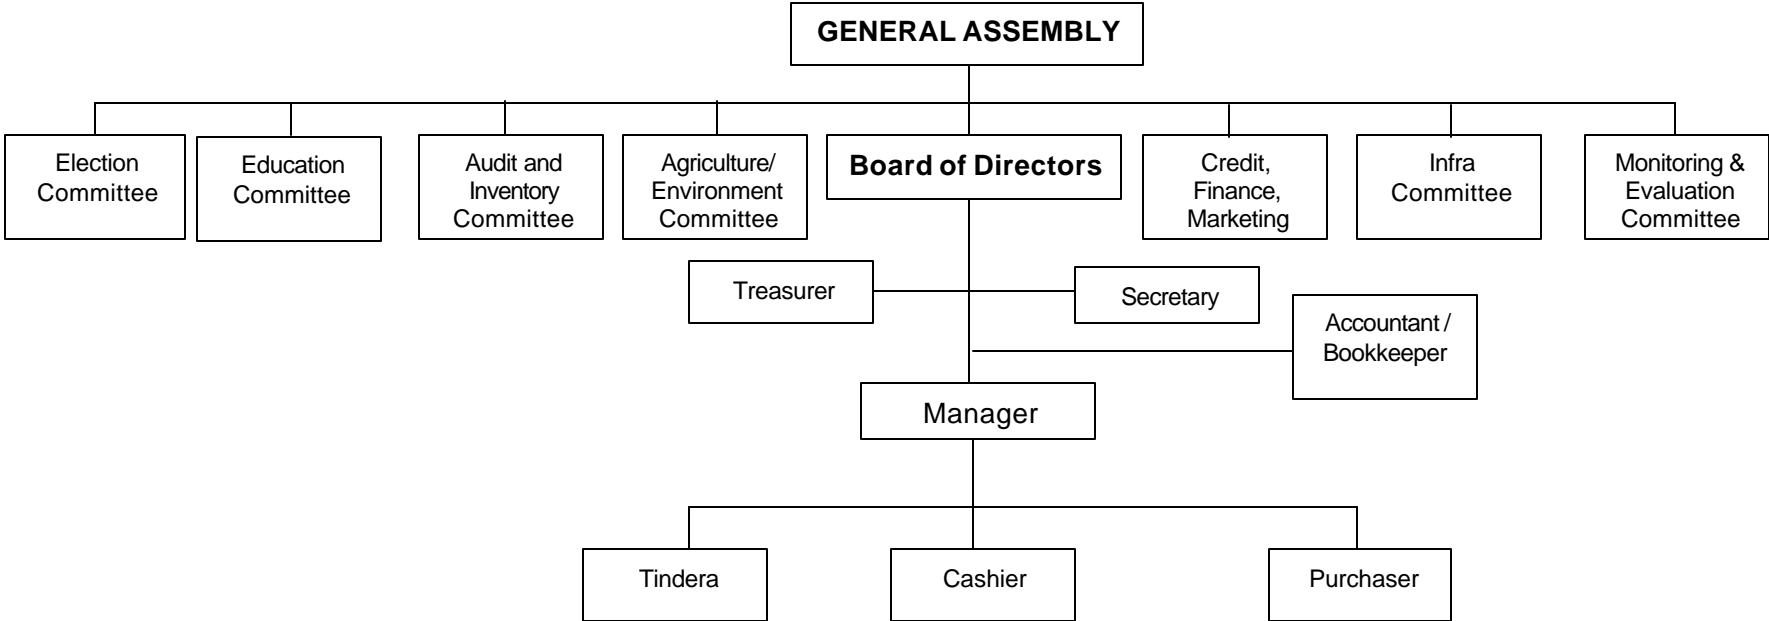 GENERAL ASSEMBLY
Election
Committee
Education
Committee
Audit and
Inventory
Committee
Agriculture/
Environment
Committee
Board of Directors
Credit,
Finance,
Marketing
Infra
Committee
Monitoring &
Evaluation
Committee
Treasurer
Secretary
Accountant /
Bookkeeper
Manager
Tindera
Cashier
Purchaser